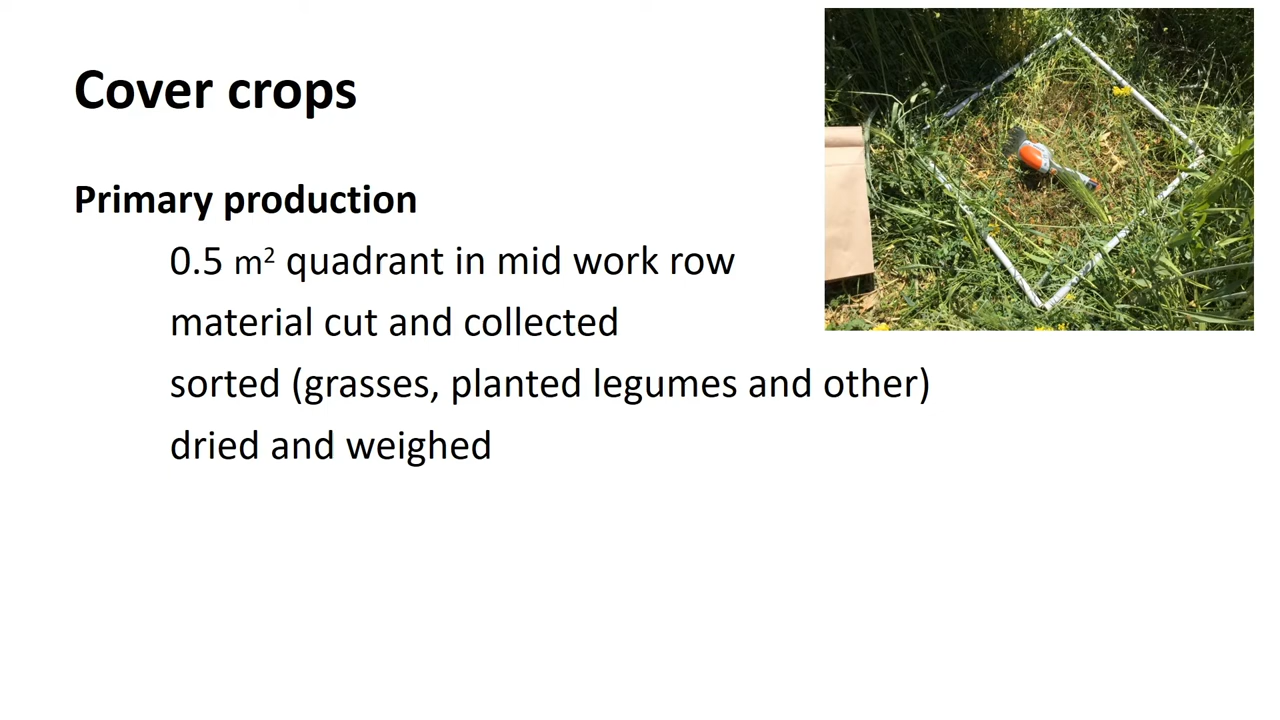 Cover crops
Primary production
0.5 m² quadrant in mid work row
material cut and collected
sorted (grasses, planted legumes and other)
dried and weighed